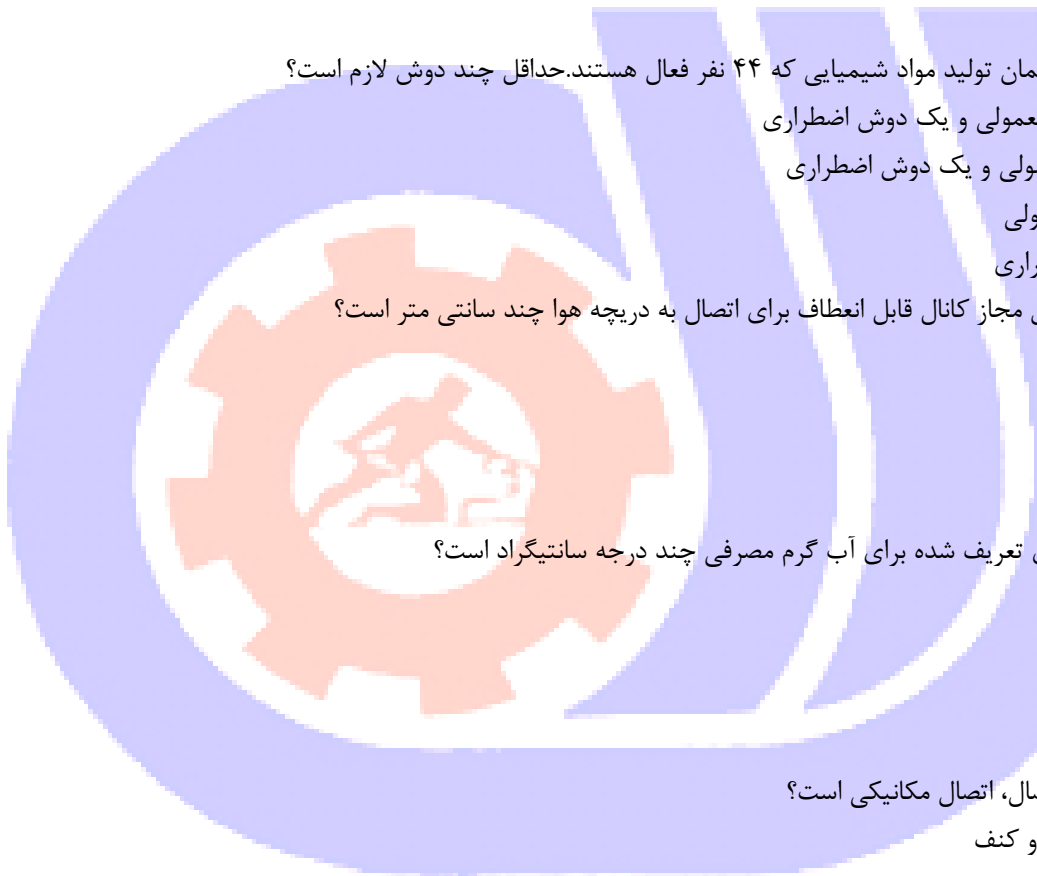 مان تولید مواد شیمیایی که ۴۴ نفر فعال هستند.حداقل چند دوش لازم است؟
عمولی و یک دوش اضطراری
ولی و یک دوش اضطراری
ولی
راری
مجاز کانال قابل انعطاف برای اتصال به دریچه هوا چند سانتی متر است؟
تعریف شده برای آب گرم مصرفی چند درجه سانتیگراد است؟
سال، اتصال مکانیکی است؟
و کنف